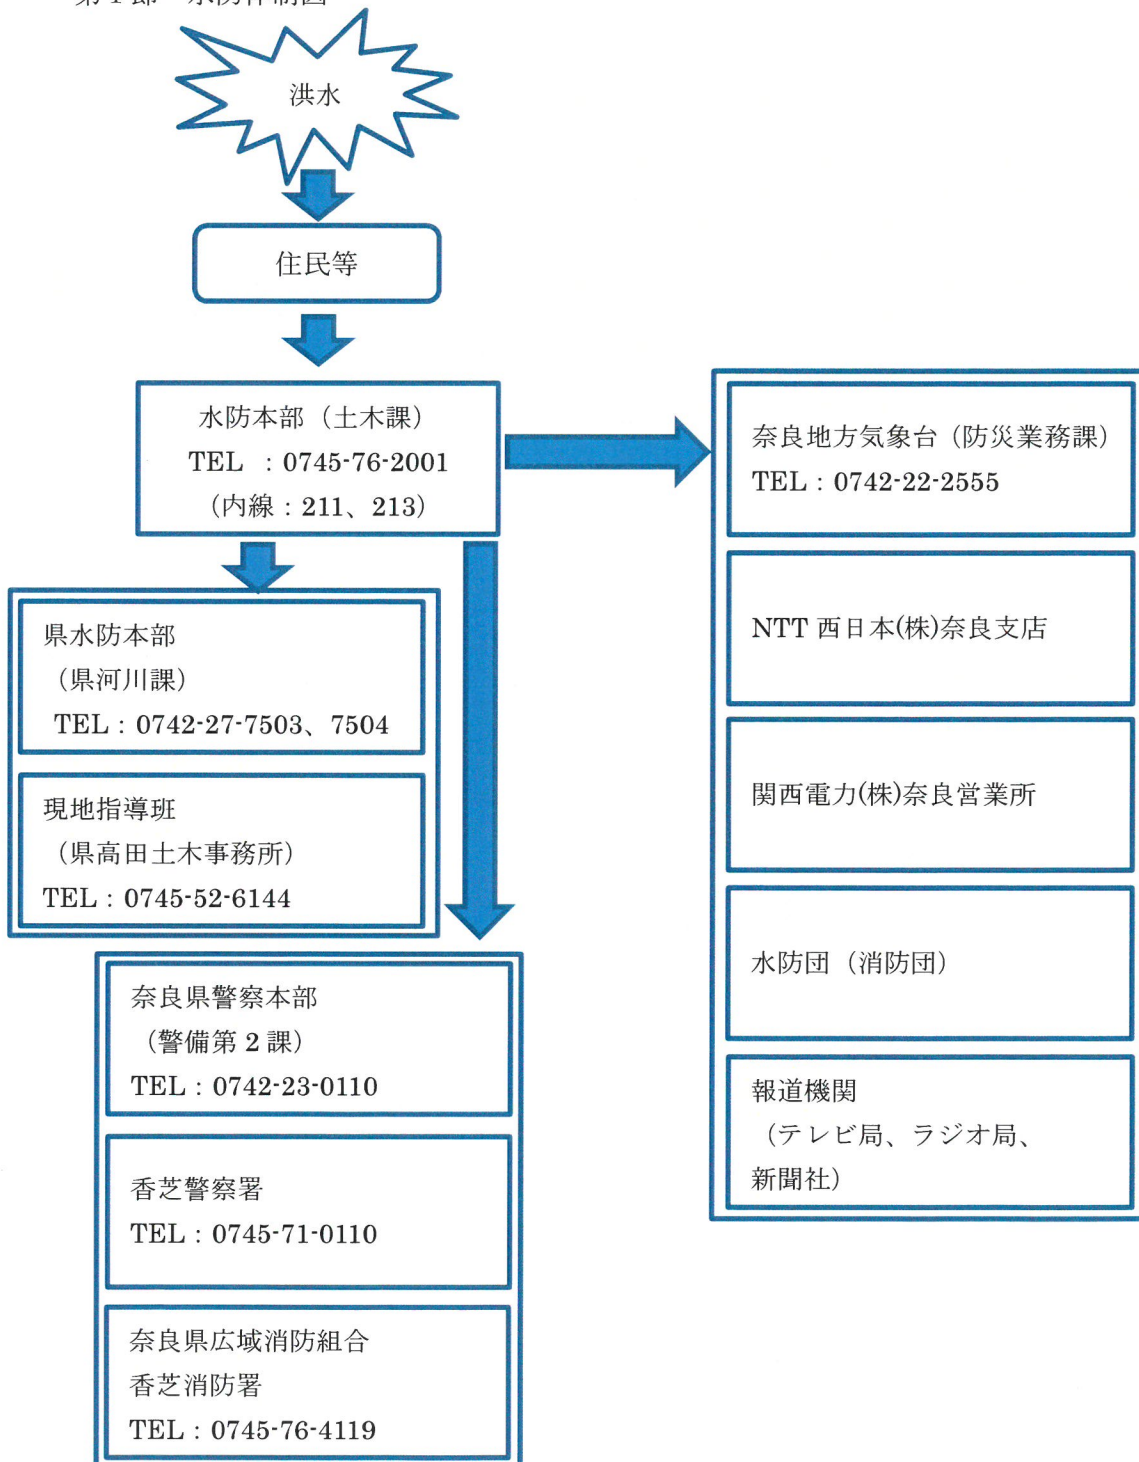 洪水
住民等
水防本部（土木課）
TEL ：0745-76-2001
（内線：211、213）
県水防本部
（県河川課）
TEL：0742-27-7503、7504
現地指導班
（県高田土木事務所）
TEL：0745-52-6144
奈良県警察本部
（警備第 2 課）
TEL：0742-23-0110
香芝警察署
TEL：0745-71-0110
奈良県広域消防組合
香芝消防署
TEL：0745-76-4119
奈良地方気象台（防災業務課）
TEL：0742-22-2555
NTT 西日本(株)奈良支店
関西電力(株)奈良営業所
水防団（消防団）
報道機関
（テレビ局、ラジオ局、
新聞社）